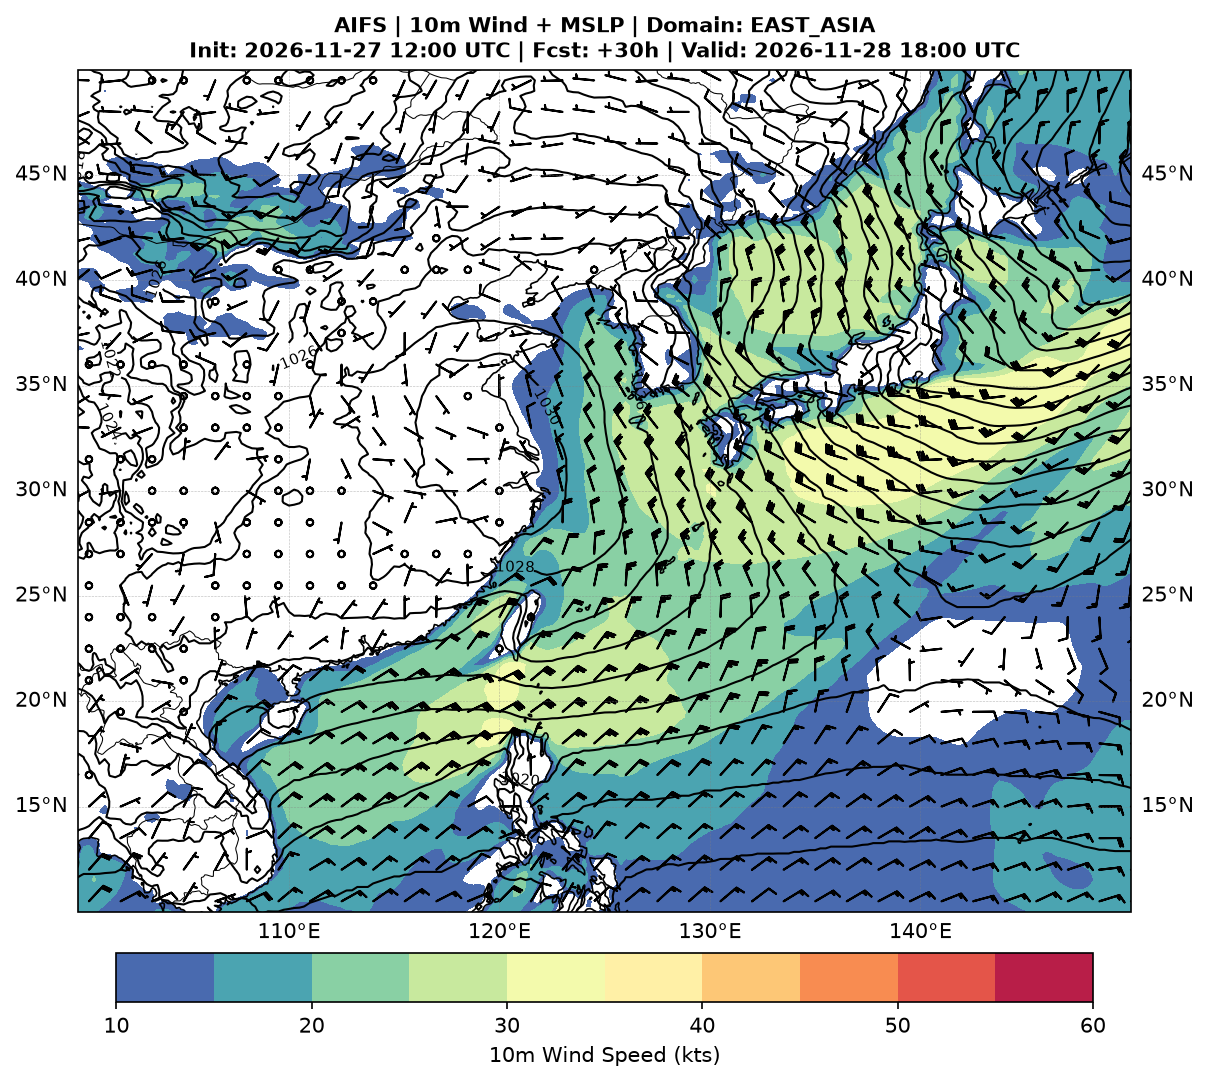 AIFS | 10m Wind + MSLP | Domain: EAST_ASIA
Init: 2026-11-27 12:00 UTC | Fcst: +30h | Valid: 2026-11-28 18:00 UTC
45°N 45°N
40°N 40°N
1026
35°N 35°N
1030
1024
30°N 30°N
1028
25°N 25°N
20°N 20°N
1020
15°N 15°N
110°E 120°E 130°E 140°E
10 20 30 40 50 60
10m Wind Speed (kts)